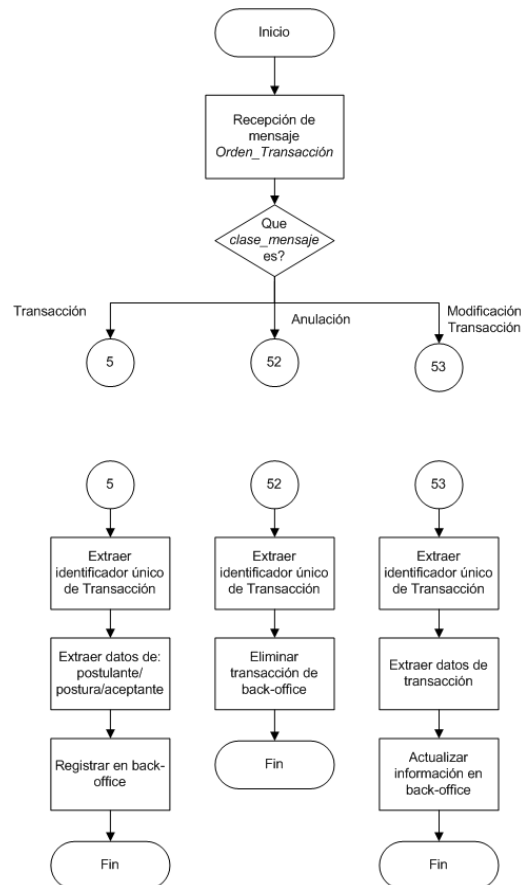 Inicio
Recepción de
mensaje
Orden_Transacción
Que
clase_mensaje
es?
Transacción
Anulación
Modificación
Transacción
5
52
53
5
52
53
Extraer
identificador único
de Transacción
Extraer
identificador único
de Transacción
Extraer
identificador único
de Transacción
Extraer datos de:
postulante/
postura/aceptante
Eliminar
transacción de
back-office
Extraer datos de
transacción
Registrar en back-
office
Fin
Actualizar
información en
back-office
Fin
Fin